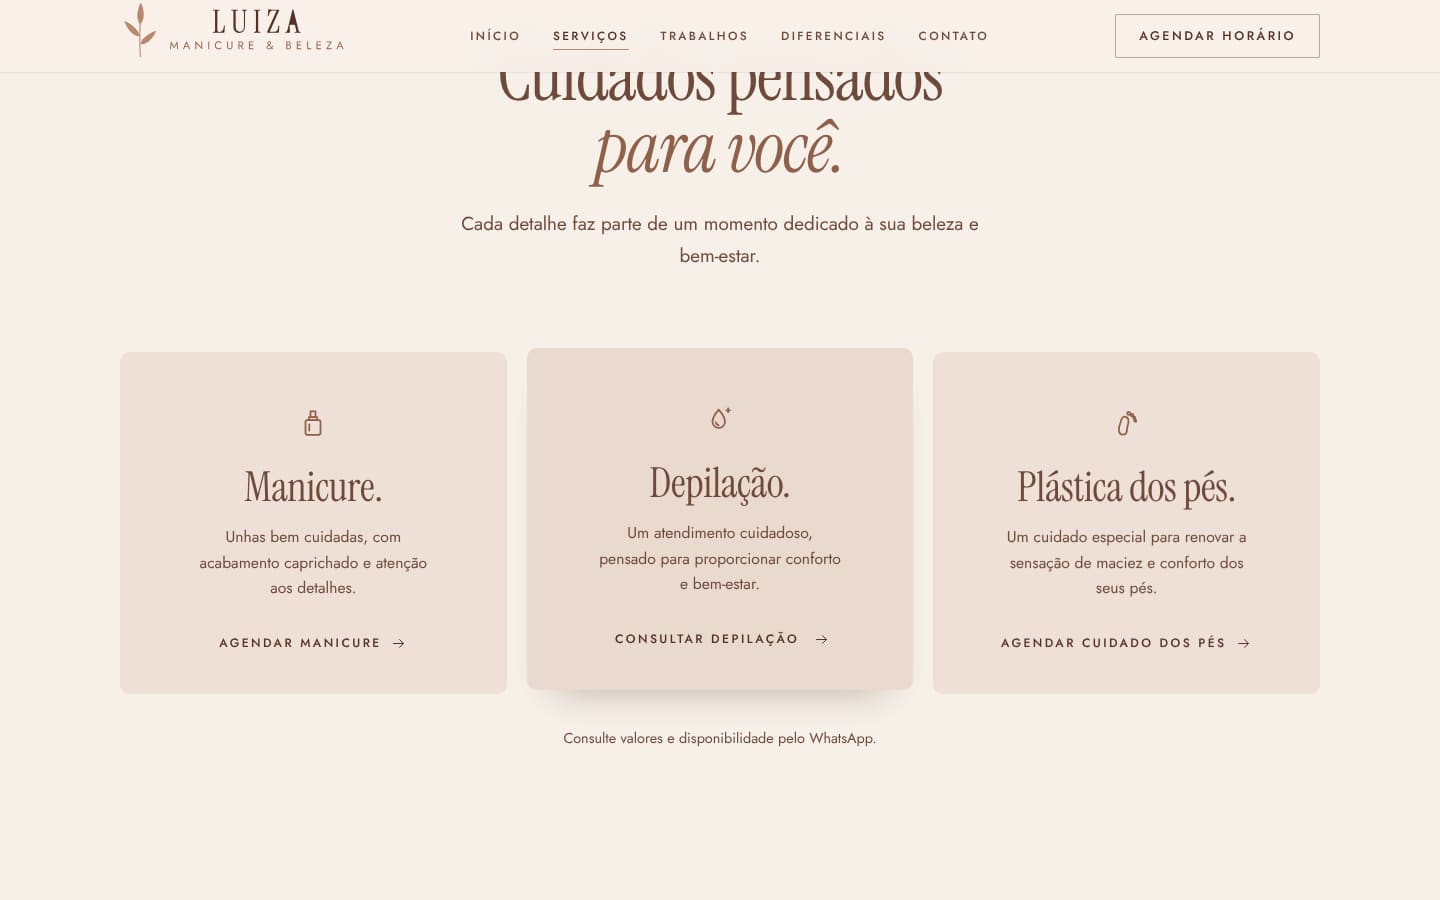 LUIZA
MANICURE & BELEZA
INÍCIO
SERVIÇOS
TRABALHOS
DIFERENCIAIS
CONTATO
AGENDAR HORÁRIO
Cuidados pensados
para você.
Cada detalhe faz parte de um momento dedicado à sua beleza e
bem-estar.
Manicure.
Unhas bem cuidadas, com
acabamento caprichado e atenção
aos detalhes.
AGENDAR MANICURE →
Depilação.
Um atendimento cuidadoso,
pensado para proporcionar conforto
e bem-estar.
CONSULTAR DEPILAÇÃO →
Plástica dos pés.
Um cuidado especial para renovar a
sensação de maciez e conforto dos
seus pés.
AGENDAR CUIDADO DOS PÉS →
Consulte valores e disponibilidade pelo WhatsApp.